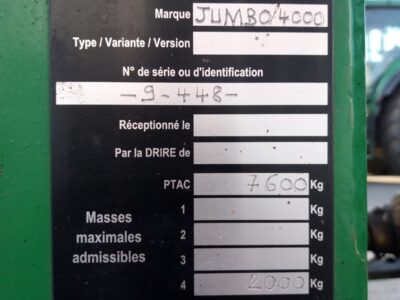 Marque JUMBO/4000
Type / Variante / Version
N° de série ou d'identification
-9-448-
Réceptionné le
Par la DRIRE de
PTAC 7600 Kg
Masses maximales admissibles
1 Kg
2 Kg
3 Kg
4 2000 Kg